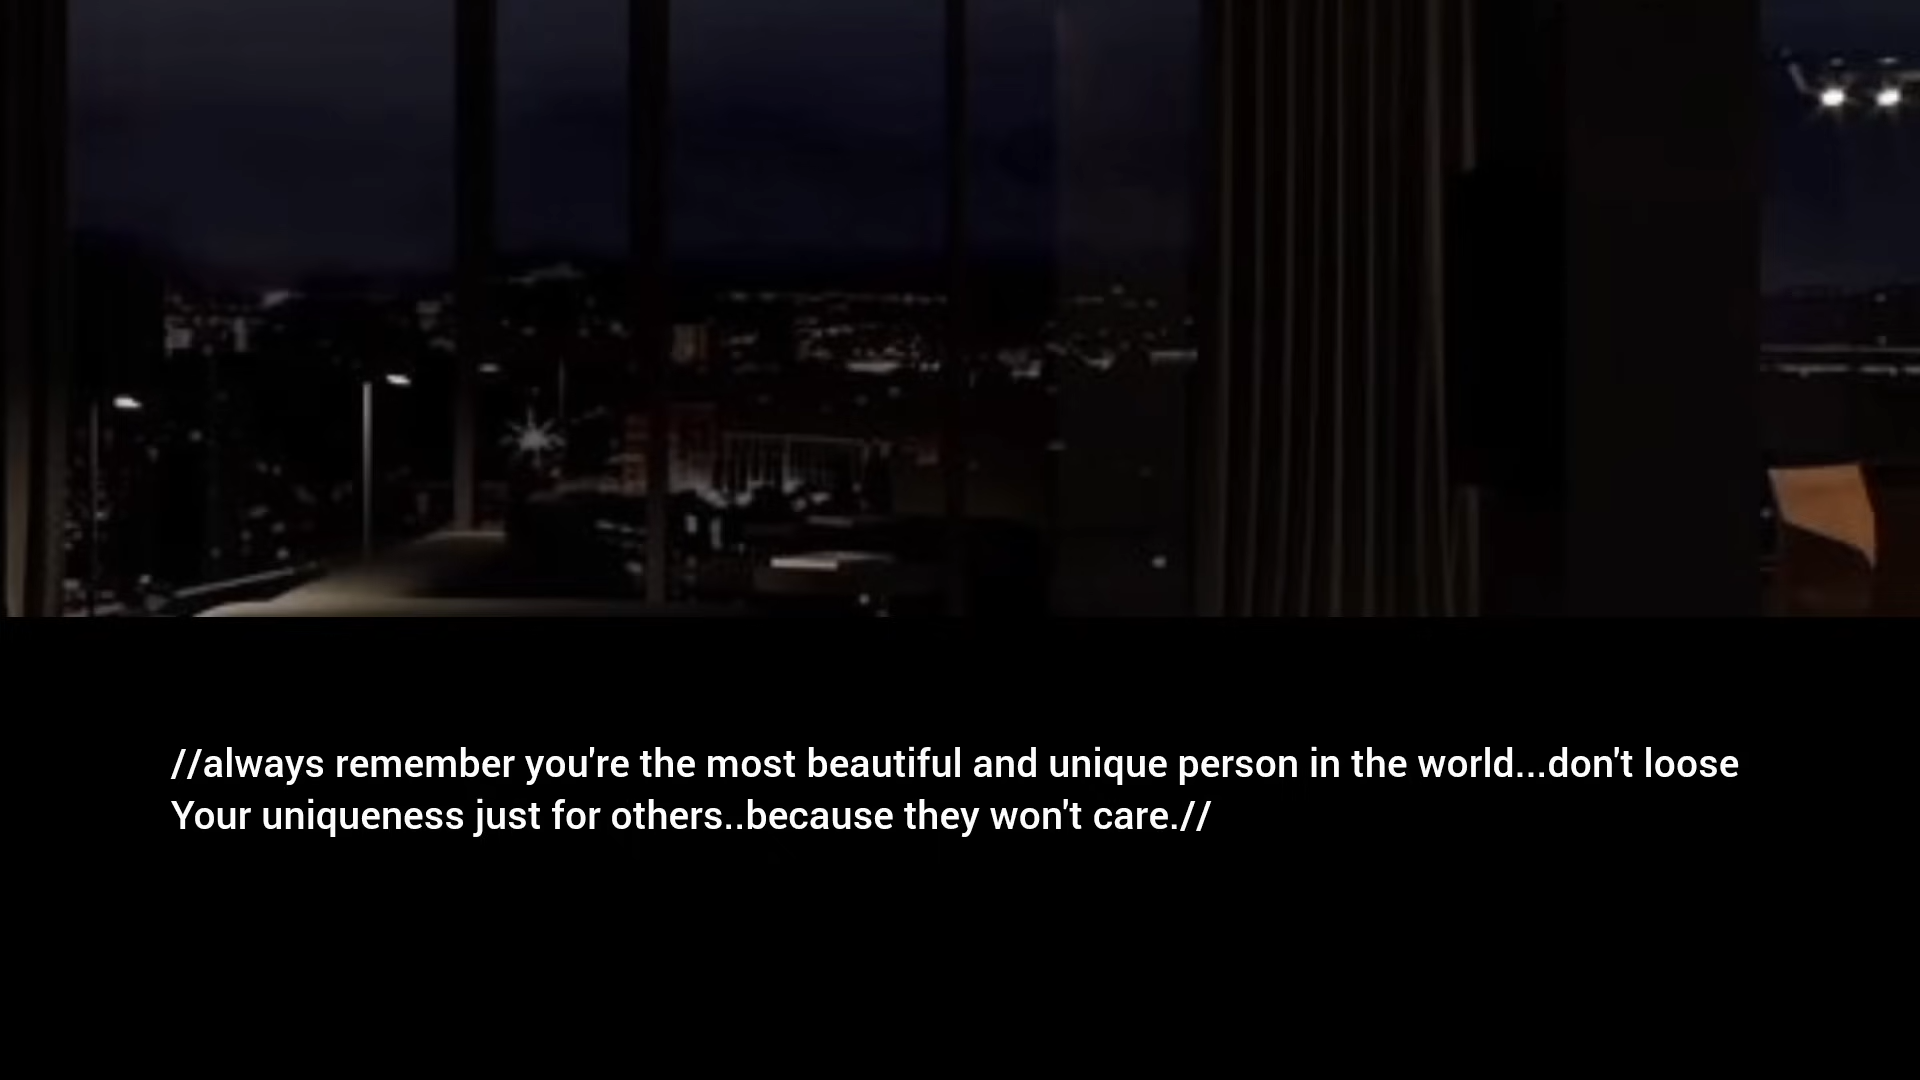 //always remember you're the most beautiful and unique person in the world...don't loose
Your uniqueness just for others..because they won't care.//